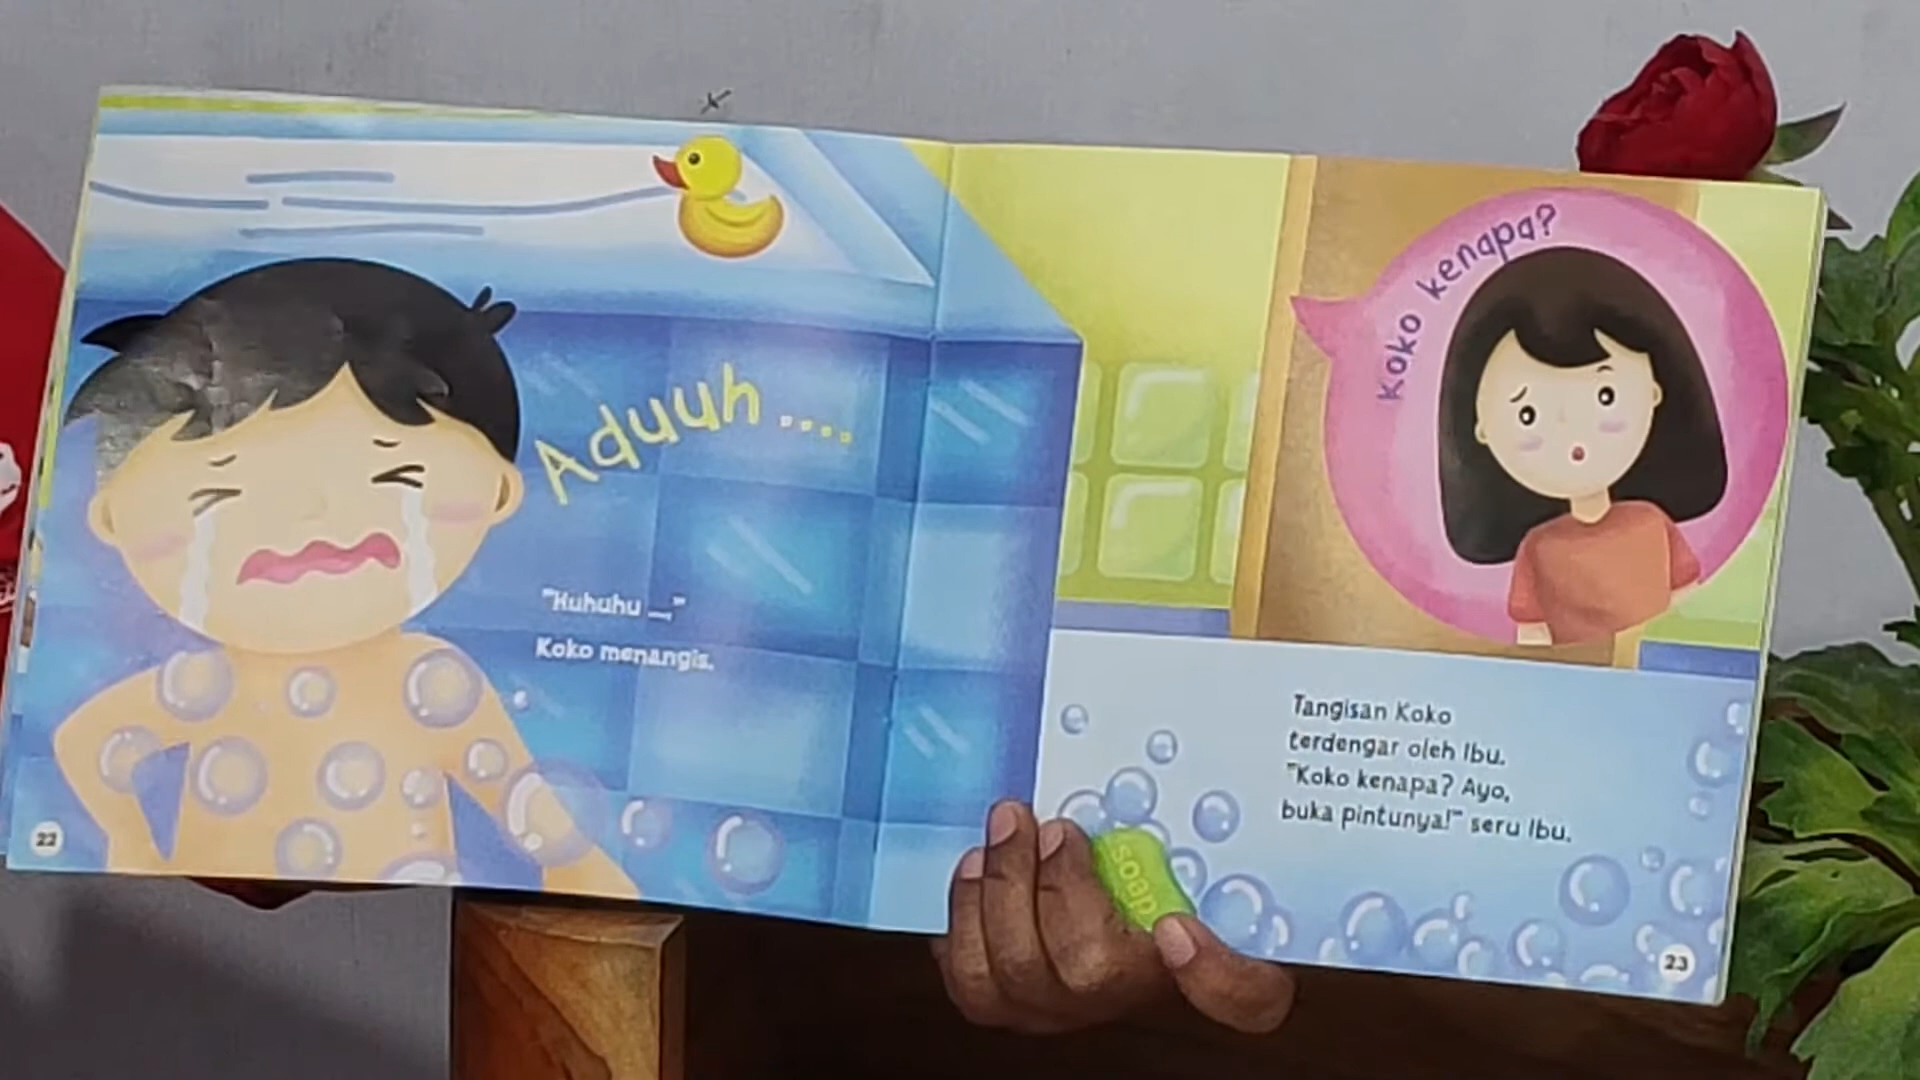 Aduuh ....
"Huhuhu ...."
Koko menangis.
22
Koko kenapa?
Tangisan Koko
terdengar oleh Ibu.
"Koko kenapa? Ayo,
buka pintunya!" seru Ibu.
soap
23